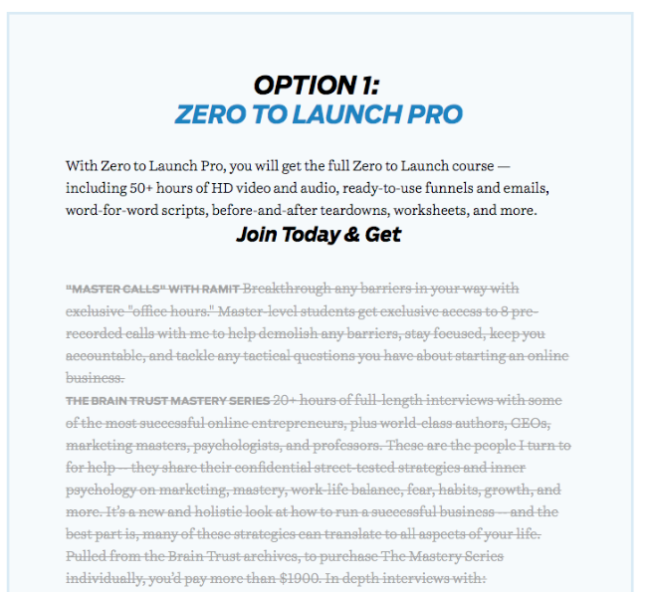 OPTION 1:
ZERO TO LAUNCH PRO
With Zero to Launch Pro, you will get the full Zero to Launch course —
including 50+ hours of HD video and audio, ready-to-use funnels and emails,
word-for-word scripts, before-and-after teardowns, worksheets, and more.
Join Today & Get
"MASTER CALLS" WITH RAMIT Breakthrough any barriers in your way with
exclusive "office hours." Master-level students get exclusive access to 8 pre-
recorded calls with me to help demolish any barriers, stay focused, keep you
accountable, and tackle any tactical questions you have about starting an online
business.
THE BRAIN TRUST MASTERY SERIES 20+ hours of full-length interviews with some
of the most successful online entrepreneurs, plus world-class authors, CEOs,
marketing masters, psychologists, and professors. These are the people I turn to
for help — they share their confidential street-tested strategies and inner
psychology on marketing, mastery, work-life balance, fear, habits, growth, and
more. It's a new and holistic look at how to run a successful business — and the
best part is, many of these strategies can translate to all aspects of your life.
Pulled from the Brain Trust archives, to purchase The Mastery Series
individually, you'd pay more than $1900. In depth interviews with: